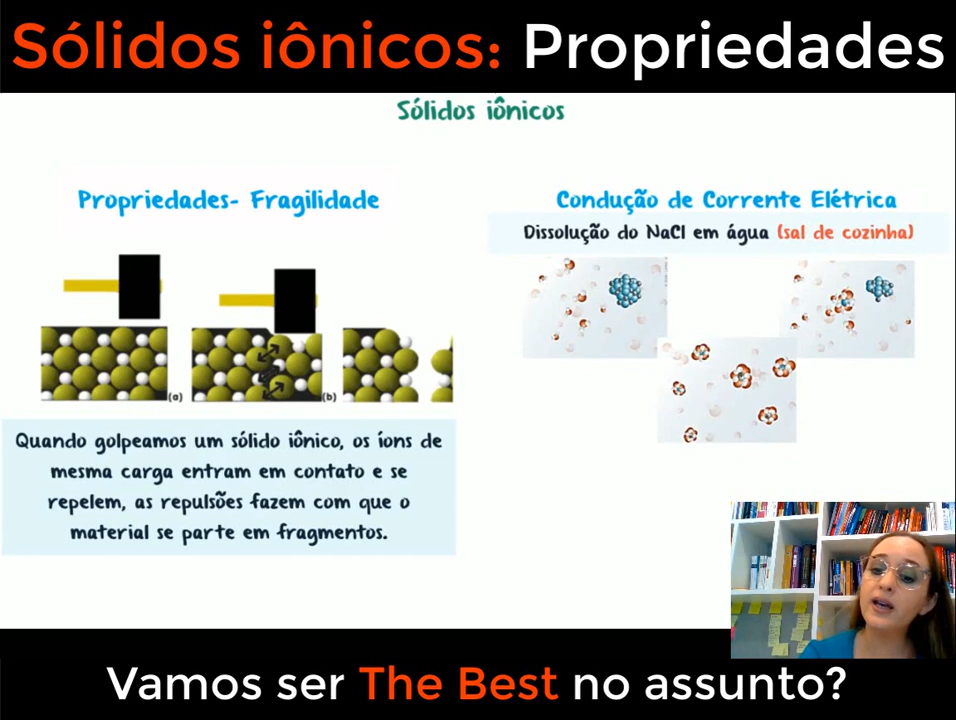 Sólidos iônicos: Propriedades
Sólidos iônicos
Propriedades- Fragilidade
(a)
(b)
Quando golpeamos um sólido iônico, os íons de
mesma carga entram em contato e se
repelem, as repulsões fazem com que o
material se parte em fragmentos.
Condução de Corrente Elétrica
Dissolução do NaCl em água (sal de cozinha)
Vamos ser The Best no assunto?